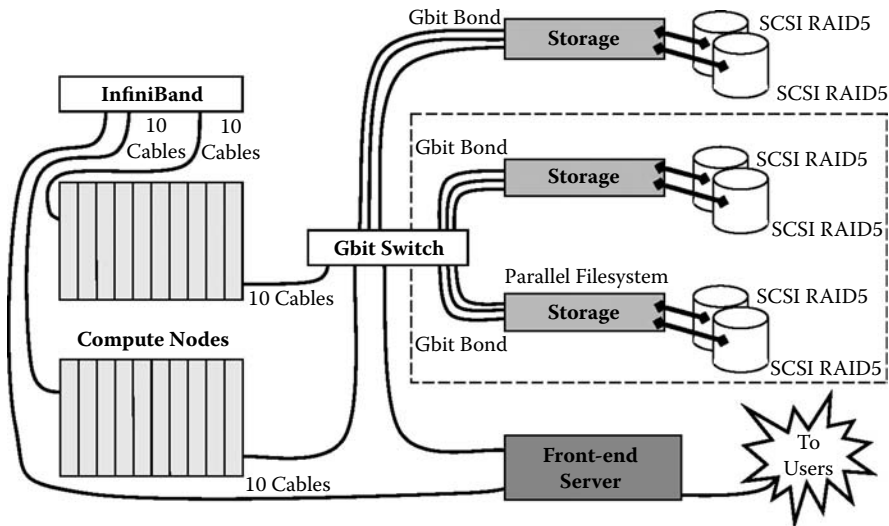 Gbit Bond
Storage
SCSI RAID5
SCSI RAID5
InfiniBand
10
Cables
10
Cables
Gbit Bond
Storage
SCSI RAID5
SCSI RAID5
Gbit Switch
10 Cables
Parallel Filesystem
Storage
SCSI RAID5
SCSI RAID5
Gbit Bond
Compute Nodes
10 Cables
Front-end
Server
To
Users